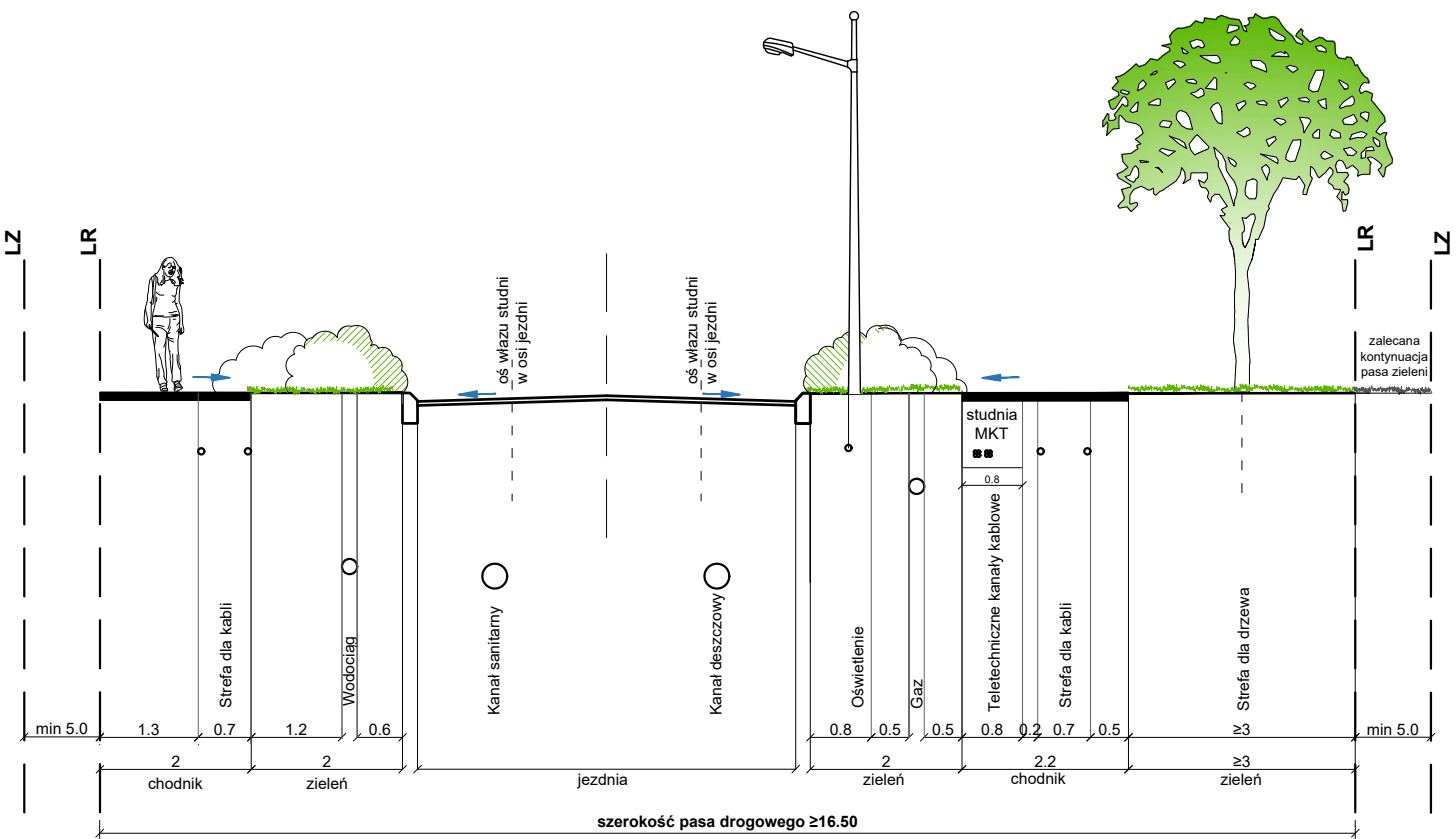 LZ
LR
LR
LZ
oś włazu studni
w osi jezdni
oś włazu studni
w osi jezdni
zalecana
kontynuacja
pasa zieleni
studnia
MKT
0.8
Strefa dla kabli
Wodociąg
Kanał sanitarny
Kanał deszczowy
Oświetlenie
Gaz
Teletechniczne kanały kablowe
Strefa dla kabli
Strefa dla drzewa
min 5.0
1.3
0.7
1.2
0.6
0.8
0.5
0.5
0.8
0.2
0.7
0.5
≥3
min 5.0
2
2
2
2.2
≥3
chodnik
zieleń
jezdnia
zieleń
chodnik
zieleń
szerokość pasa drogowego ≥16.50